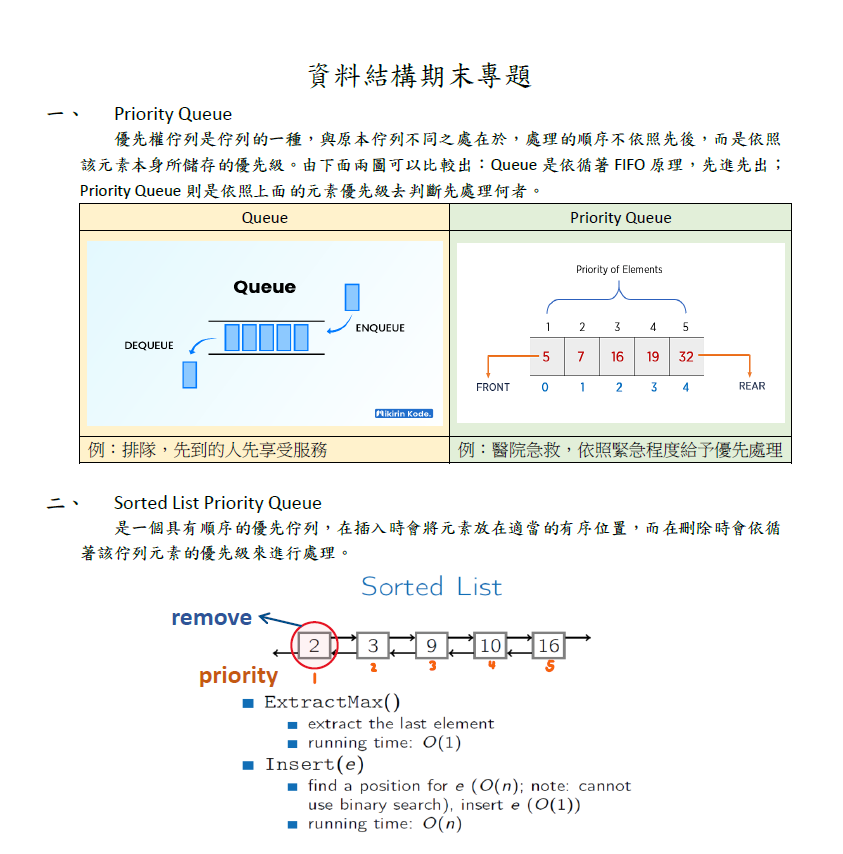 資料結構期末專題
一、 Priority Queue
優先權佇列是佇列的一種，與原本佇列不同之處在於，處理的順序不依照先後，而是依照
該元素本身所儲存的優先級。由下面兩圖可以比較出：Queue 是依循著 FIFO 原理，先進先出；
Priority Queue 則是依照上面的元素優先級去判斷先處理何者。
Queue
Priority Queue
Queue
ENQUEUE
DEQUEUE
Mikirin Kode.
Priority of Elements
1 2 3 4 5
5 7 16 19 32
FRONT 0 1 2 3 4 REAR
例：排隊，先到的人先享受服務
例：醫院急救，依照緊急程度給予優先處理
二、 Sorted List Priority Queue
是一個具有順序的優先佇列，在插入時會將元素放在適當的有序位置，而在刪除時會依循
著該佇列元素的優先級來進行處理。
Sorted List
remove
2 3 9 10 16
priority 1 2 3 4 5
ExtractMax()
extract the last element
running time: O(1)
Insert(e)
find a position for e (O(n); note: cannot
use binary search), insert e (O(1))
running time: O(n)